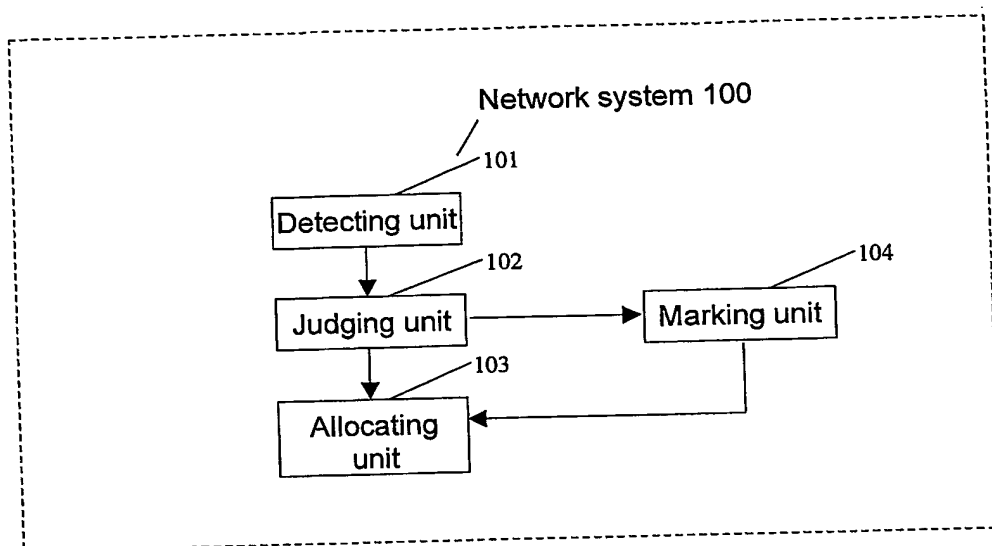 Network system 100
101
Detecting unit
102
Judging unit
104
Marking unit
103
Allocating
unit